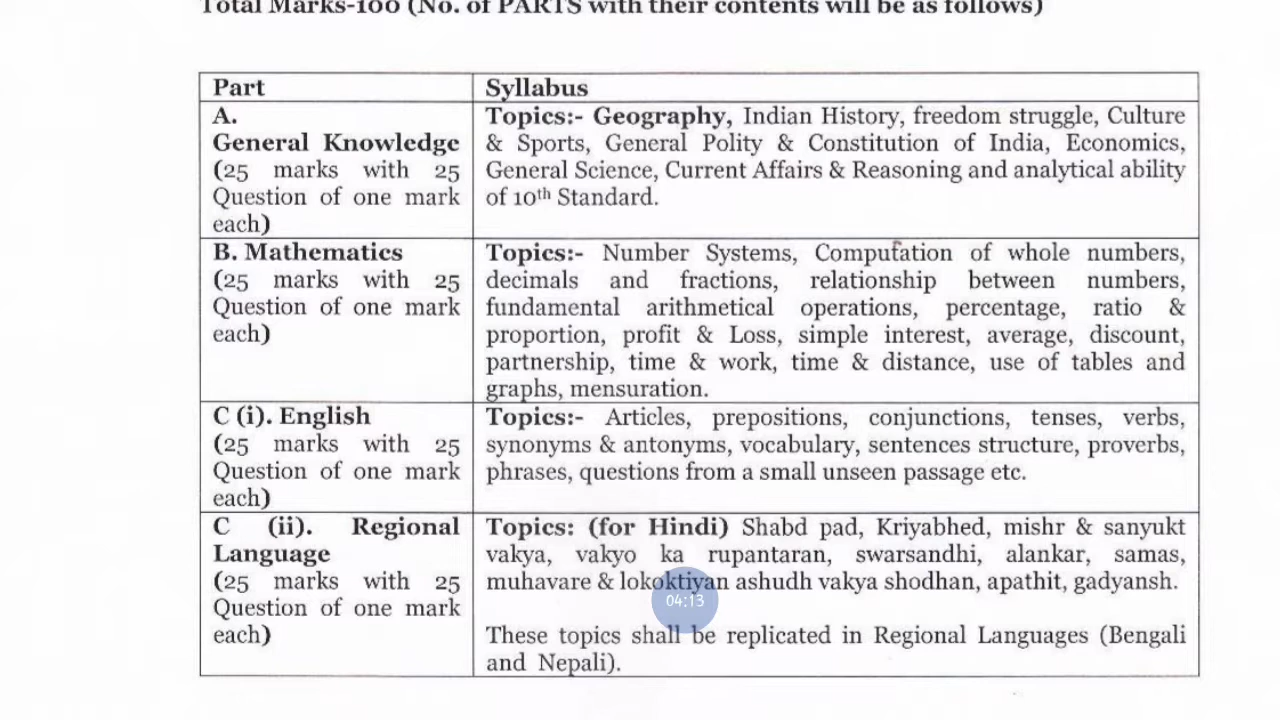 Total Marks-100 (No. of PARTS with their contents will be as follows)
Part
Syllabus
A.
General Knowledge
(25 marks with 25
Question of one mark
each)
Topics:- Geography, Indian History, freedom struggle, Culture
& Sports, General Polity & Constitution of India, Economics,
General Science, Current Affairs & Reasoning and analytical ability
of 10th Standard.
B. Mathematics
(25 marks with 25
Question of one mark
each)
Topics:- Number Systems, Computation of whole numbers,
decimals and fractions, relationship between numbers,
fundamental arithmetical operations, percentage, ratio &
proportion, profit & Loss, simple interest, average, discount,
partnership, time & work, time & distance, use of tables and
graphs, mensuration.
C (i). English
(25 marks with 25
Question of one mark
each)
Topics:- Articles, prepositions, conjunctions, tenses, verbs,
synonyms & antonyms, vocabulary, sentences structure, proverbs,
phrases, questions from a small unseen passage etc.
C (ii). Regional
Language
(25 marks with 25
Question of one mark
each)
Topics: (for Hindi) Shabd pad, Kriyabhed, mishr & sanyukt
vakya, vakyo ka rupantaran, swarsandhi, alankar, samas,
muhavare & lokoktiyan ashudh vakya shodhan, apathit, gadyansh.
04:13
These topics shall be replicated in Regional Languages (Bengali
and Nepali).